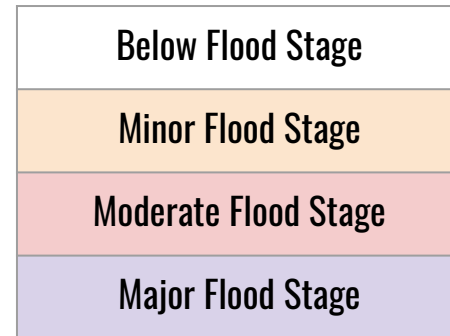 Below Flood Stage
Minor Flood Stage
Moderate Flood Stage
Major Flood Stage